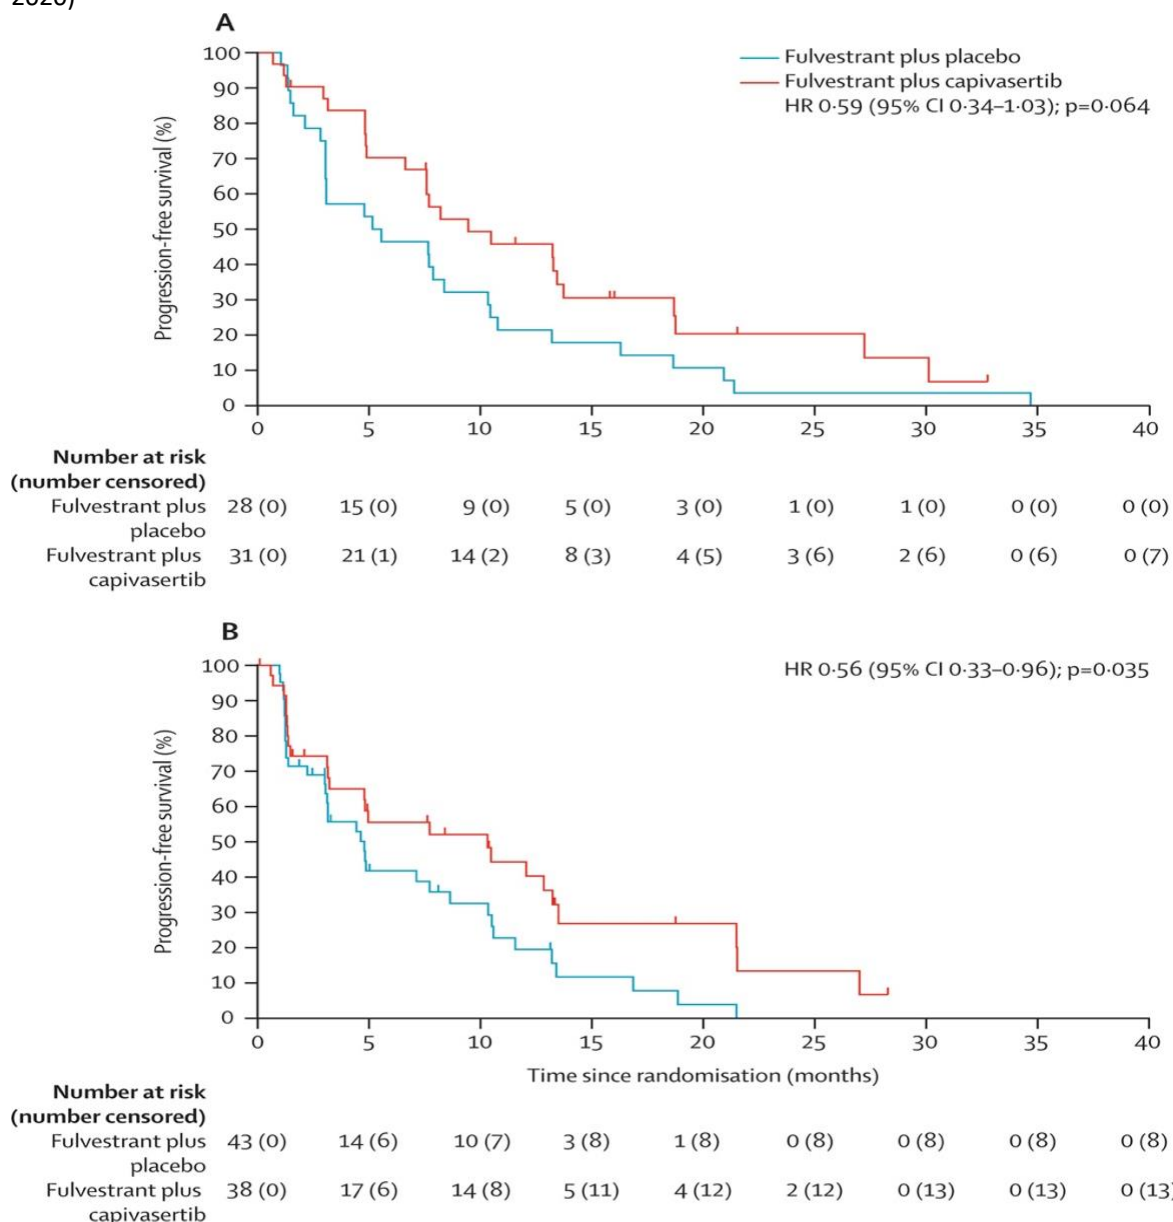 2020)
A
Fulvestrant plus placebo
Fulvestrant plus capivasertib
HR 0·59 (95% CI 0·34–1·03); p=0·064
Progression-free survival (%)
100
90
80
70
60
50
40
30
20
10
0
0 5 10 15 20 25 30 35 40
Number at risk
(number censored)
Fulvestrant plus placebo 28 (0) 15 (0) 9 (0) 5 (0) 3 (0) 1 (0) 1 (0) 0 (0) 0 (0)
Fulvestrant plus capivasertib 31 (0) 21 (1) 14 (2) 8 (3) 4 (5) 3 (6) 2 (6) 0 (6) 0 (7)
B
HR 0·56 (95% CI 0·33–0·96); p=0·035
Progression-free survival (%)
100
90
80
70
60
50
40
30
20
10
0
0 5 10 15 20 25 30 35 40
Time since randomisation (months)
Number at risk
(number censored)
Fulvestrant plus placebo 43 (0) 14 (6) 10 (7) 3 (8) 1 (8) 0 (8) 0 (8) 0 (8) 0 (8)
Fulvestrant plus capivasertib 38 (0) 17 (6) 14 (8) 5 (11) 4 (12) 2 (12) 0 (13) 0 (13) 0 (13)